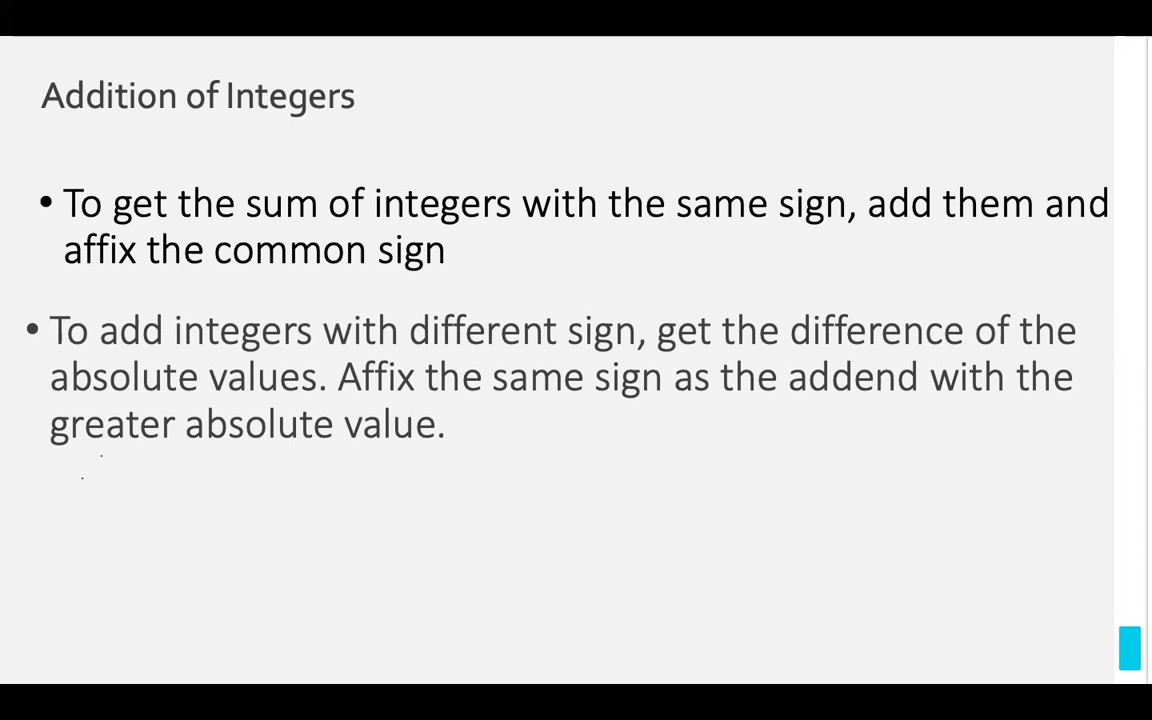 Addition of Integers
• To get the sum of integers with the same sign, add them and
affix the common sign
• To add integers with different sign, get the difference of the
absolute values. Affix the same sign as the addend with the
greater absolute value.